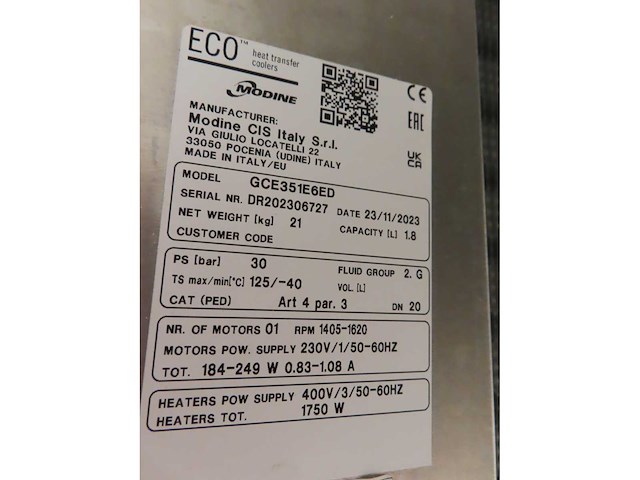 ECO™ heat transfer
coolers
MODINE
CE
EAC
UK
CA
MANUFACTURER:
Modine CIS Italy S.r.l.
VIA GIULIO LOCATELLI 22
33050 POCENIA (UDINE) ITALY
MADE IN ITALY/EU
MODEL GCE351E6ED
SERIAL NR. DR202306727 DATE 23/11/2023
NET WEIGHT [kg] 21 CAPACITY [L] 1.8
CUSTOMER CODE
PS [bar] 30 FLUID GROUP 2. G
TS max/min[°C] 125/-40 VOL. [L]
CAT (PED) Art 4 par. 3 DN 20
NR. OF MOTORS 01 RPM 1405-1620
MOTORS POW. SUPPLY 230V/1/50-60HZ
TOT. 184-249 W 0.83-1.08 A
HEATERS POW SUPPLY 400V/3/50-60HZ
HEATERS TOT. 1750 W